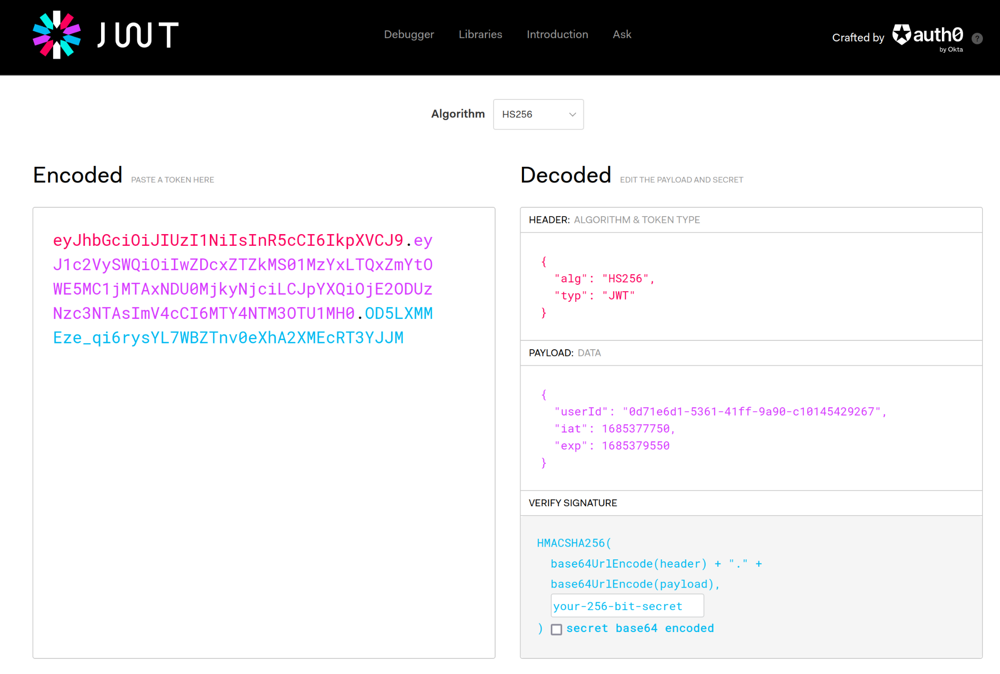 JWT
Debugger Libraries Introduction Ask
Crafted by auth0
by Okta
?
Algorithm HS256
Encoded PASTE A TOKEN HERE
eyJhbGciOiJIUzI1NiIsInR5cCI6IkpXVCJ9.ey
J1c2VySWQiOiIwZDcxZTZkMS01MzYxLTQxZmYtO
WE5MC1jMTAxNDU0MjkyNjciLCJpYXQiOjE2ODUz
Nzc3NTAsImV4cCI6MTY4NTM3OTU1MH0.OD5LXMM
Eze_qi6rysYL7WBZTnv0eXhA2XMEcRT3YJJM
Decoded EDIT THE PAYLOAD AND SECRET
HEADER: ALGORITHM & TOKEN TYPE
{
"alg": "HS256",
"typ": "JWT"
}
PAYLOAD: DATA
{
"userId": "0d71e6d1-5361-41ff-9a90-c10145429267",
"iat": 1685377750,
"exp": 1685379550
}
VERIFY SIGNATURE
HMACSHA256(
base64UrlEncode(header) + "." +
base64UrlEncode(payload),
your-256-bit-secret
) secret base64 encoded